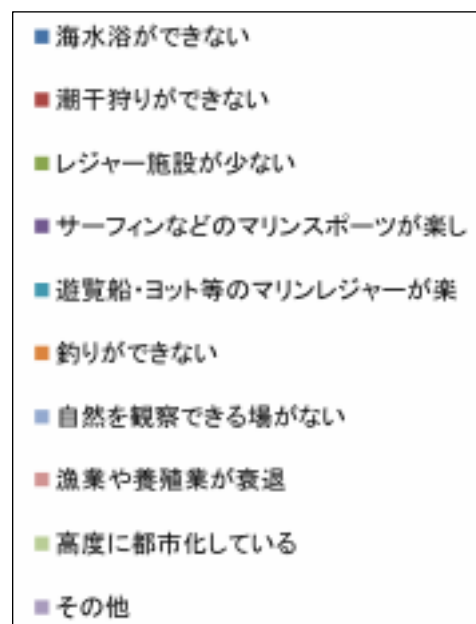 海水浴ができない
潮干狩りができない
レジャー施設が少ない
サーフィンなどのマリンスポーツが楽し
遊覧船・ヨット等のマリンレジャーが楽
釣りができない
自然を観察できる場がない
漁業や養殖業が衰退
高度に都市化している
その他